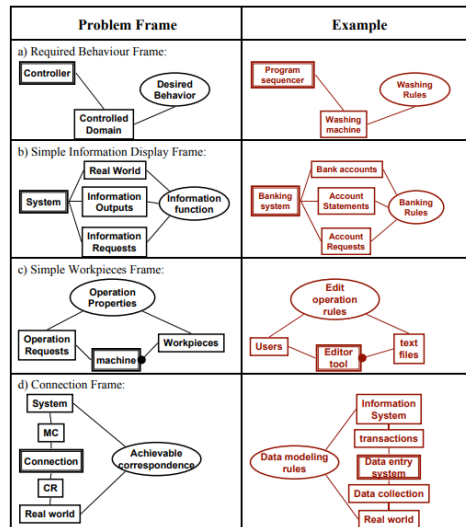 Problem Frame
Example
a) Required Behaviour Frame:
Controller
Desired
Behavior
Controlled
Domain
Program
sequencer
Washing
Rules
Washing
machine
b) Simple Information Display Frame:
Real World
System
Information
Outputs
Information
function
Information
Requests
Bank accounts
Banking
system
Account
Statements
Banking
Rules
Account
Requests
c) Simple Workpieces Frame:
Operation
Properties
Operation
Requests
Workpieces
machine
Edit
operation
rules
Users
text
files
Editor
tool
d) Connection Frame:
System
MC
Connection
Achievable
correspondence
CR
Real world
Information
System
transactions
Data modeling
rules
Data entry
system
Data collection
Real world